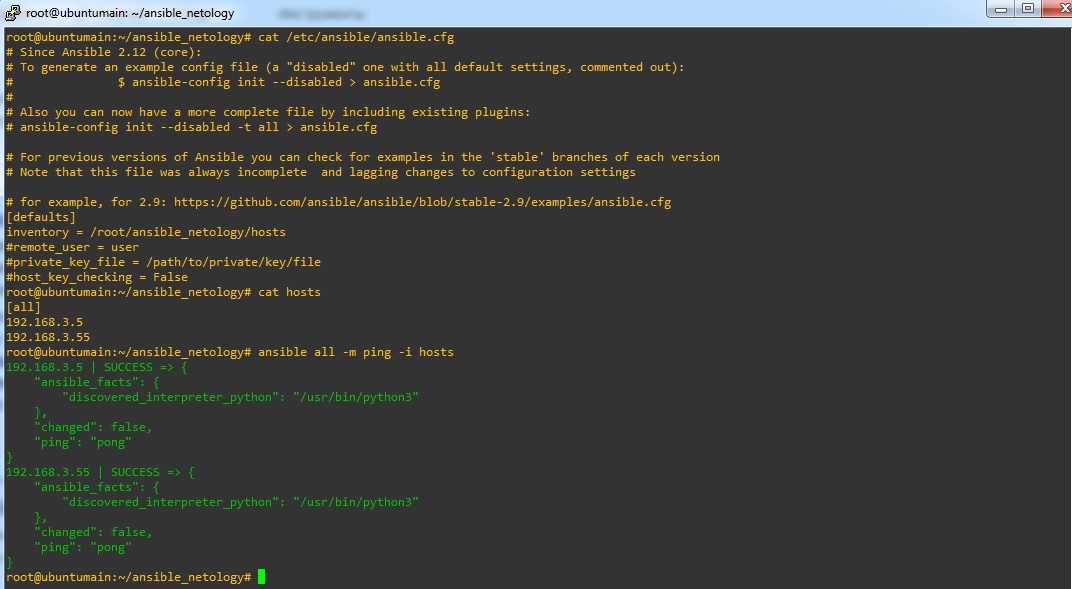 root@ubuntumain: ~/ansible_netology
root@ubuntumain:~/ansible_netology# cat /etc/ansible/ansible.cfg
# Since Ansible 2.12 (core):
# To generate an example config file (a "disabled" one with all default settings, commented out):
#               $ ansible-config init --disabled > ansible.cfg
#
# Also you can now have a more complete file by including existing plugins:
# ansible-config init --disabled -t all > ansible.cfg

# For previous versions of Ansible you can check for examples in the 'stable' branches of each version
# Note that this file was always incomplete  and lagging changes to configuration settings

# for example, for 2.9: https://github.com/ansible/ansible/blob/stable-2.9/examples/ansible.cfg
[defaults]
inventory = /root/ansible_netology/hosts
#remote_user = user
#private_key_file = /path/to/private/key/file
#host_key_checking = False
root@ubuntumain:~/ansible_netology# cat hosts
[all]
192.168.3.5
192.168.3.55
root@ubuntumain:~/ansible_netology# ansible all -m ping -i hosts
192.168.3.5 | SUCCESS => {
    "ansible_facts": {
        "discovered_interpreter_python": "/usr/bin/python3"
    },
    "changed": false,
    "ping": "pong"
}
192.168.3.55 | SUCCESS => {
    "ansible_facts": {
        "discovered_interpreter_python": "/usr/bin/python3"
    },
    "changed": false,
    "ping": "pong"
}
root@ubuntumain:~/ansible_netology#